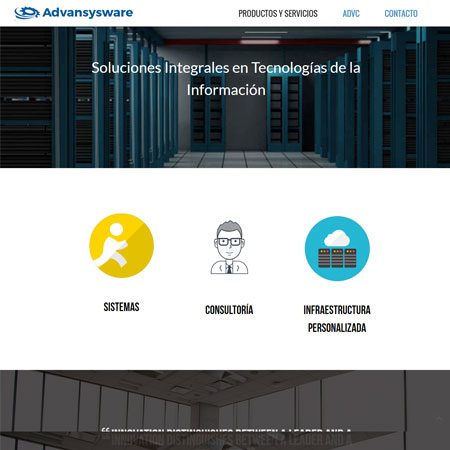 Advansysware
PRODUCTOS Y SERVICIOS
ADVC
CONTACTO
Soluciones Integrales en Tecnologías de la
Información
SISTEMAS
CONSULTORÍA
INFRAESTRUCTURA
PERSONALIZADA
“ INNOVATION DISTINGUISHES BETWEEN A LEADER AND A